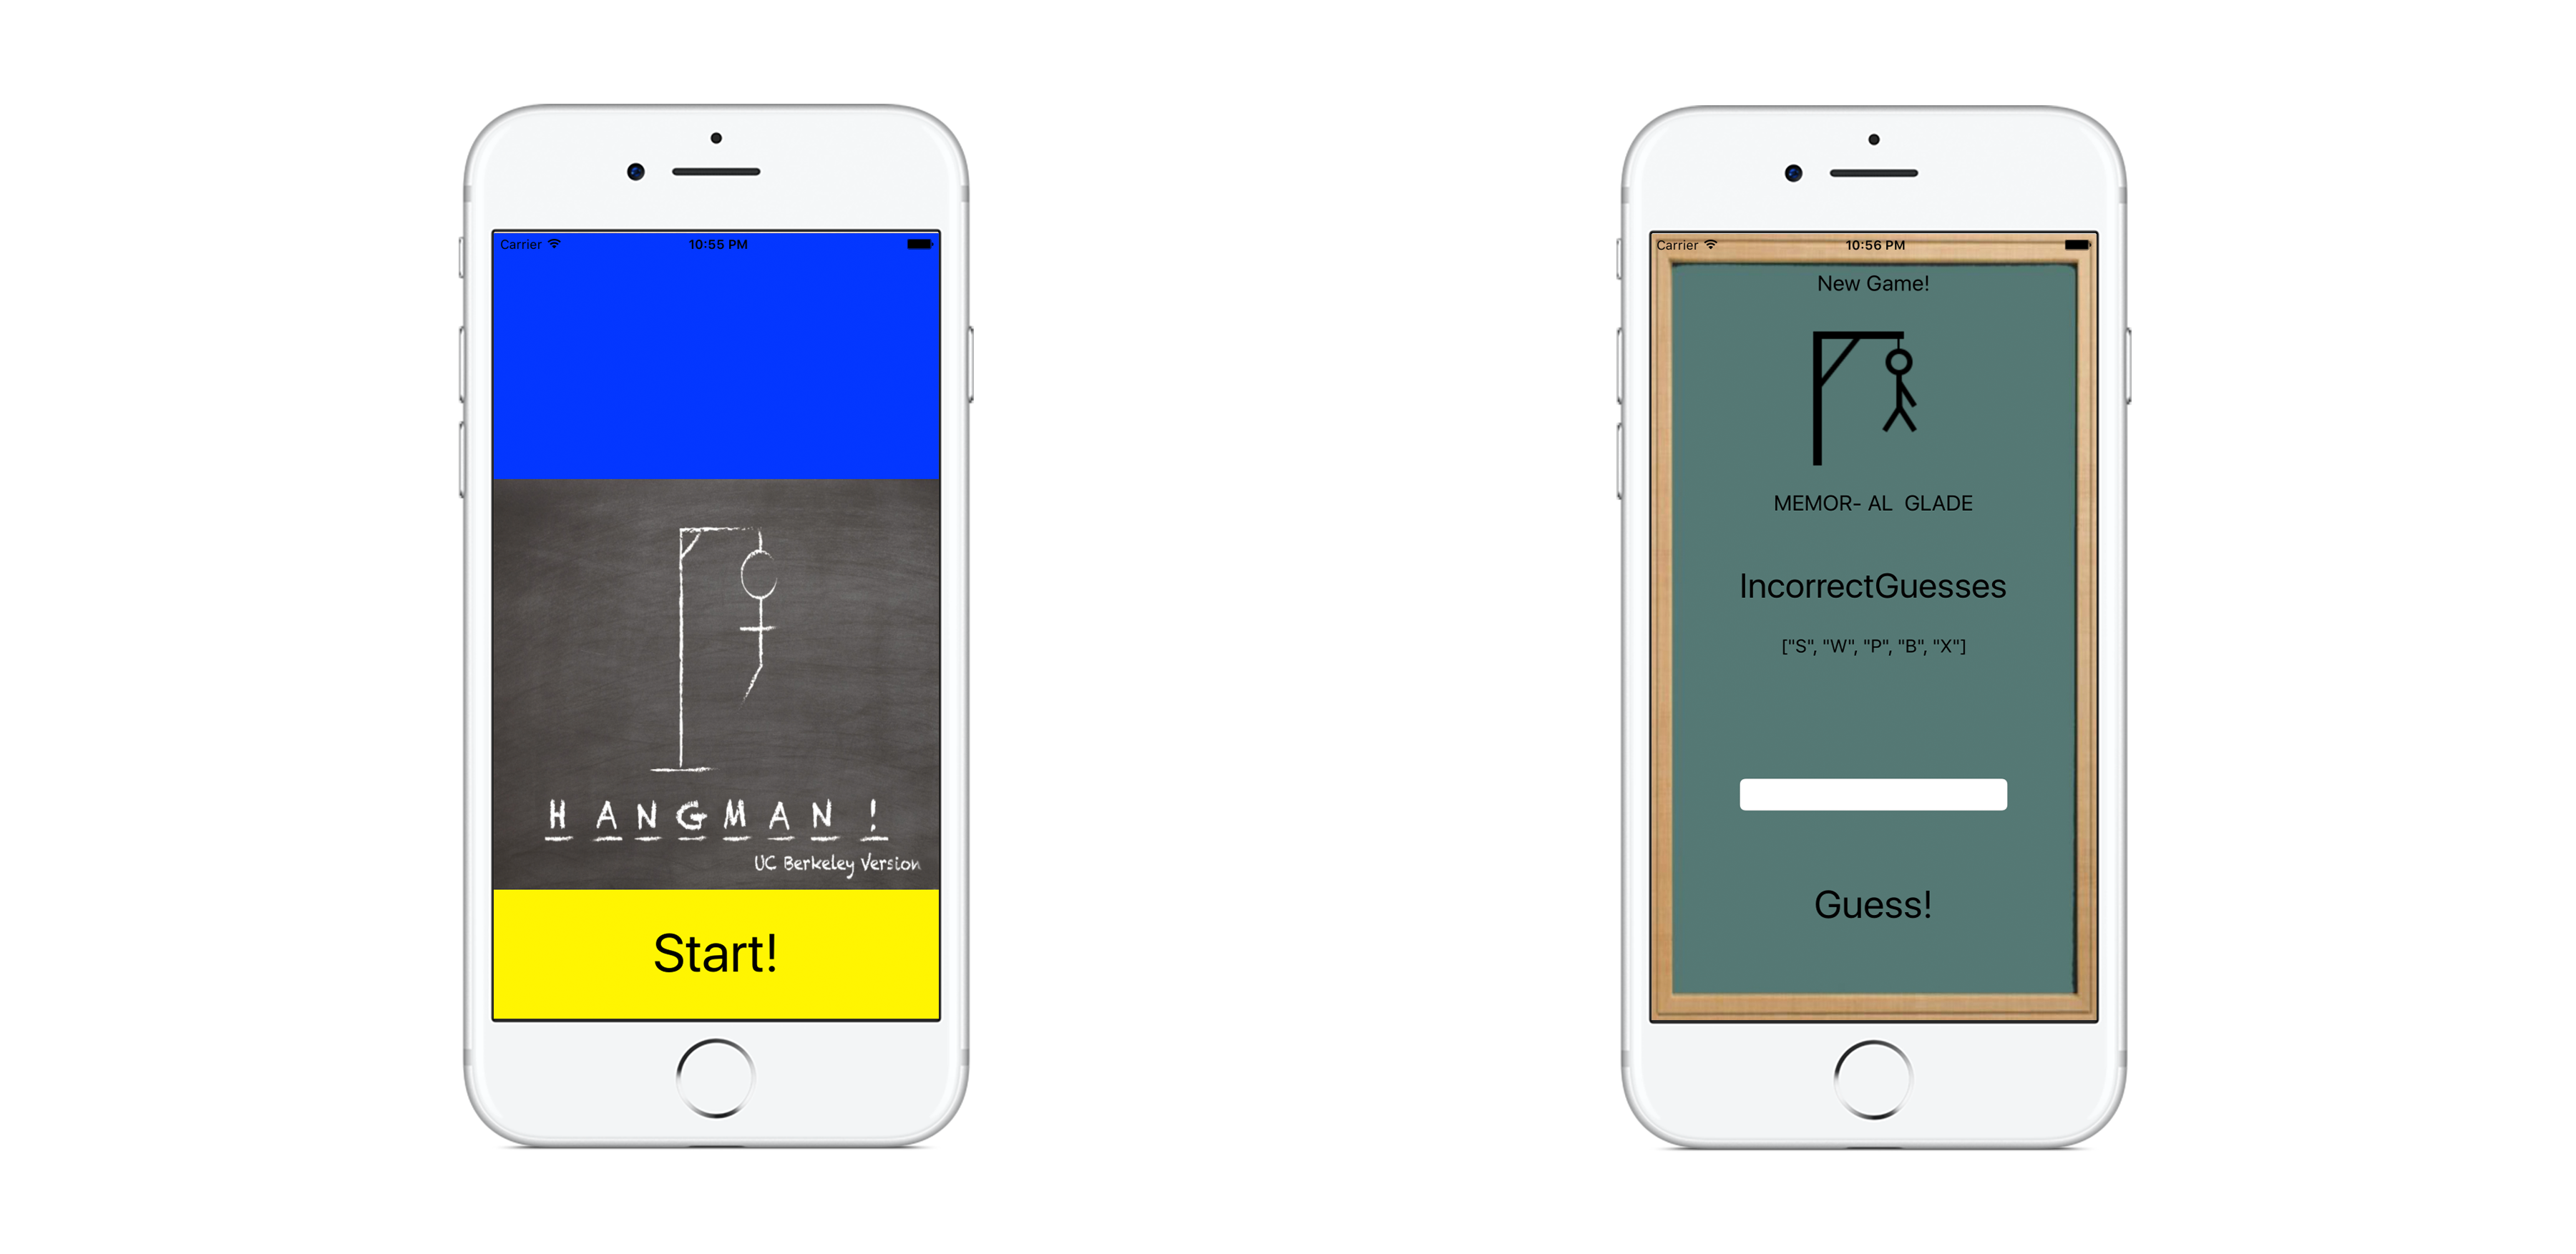 Carrier 10:55 PM
H A N G M A N !
UC Berkeley Version
Start!
Carrier 10:56 PM
New Game!
MEMOR- AL  GLADE
IncorrectGuesses
["S", "W", "P", "B", "X"]
Guess!